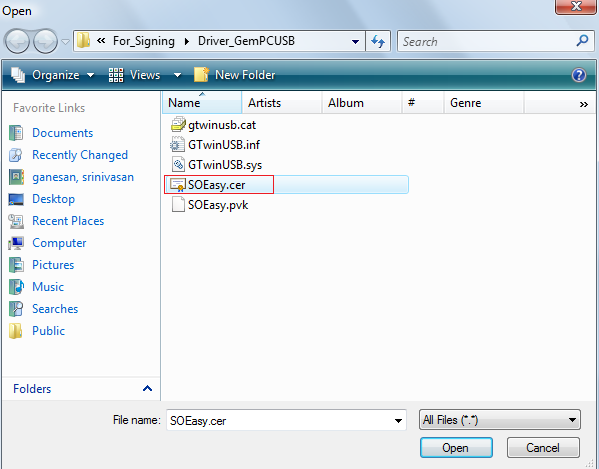 Open
« For_Signing Driver_GemPCUSB Search
Organize Views New Folder
Favorite Links
Documents
Recently Changed
ganesan, srinivasan
Desktop
Recent Places
Computer
Pictures
Music
Searches
Public
Folders
Name Artists Album # Genre »
gtwinusb.cat
GTwinUSB.inf
GTwinUSB.sys
SOEasy.cer
SOEasy.pvk
File name: SOEasy.cer All Files (*.*)
Open Cancel